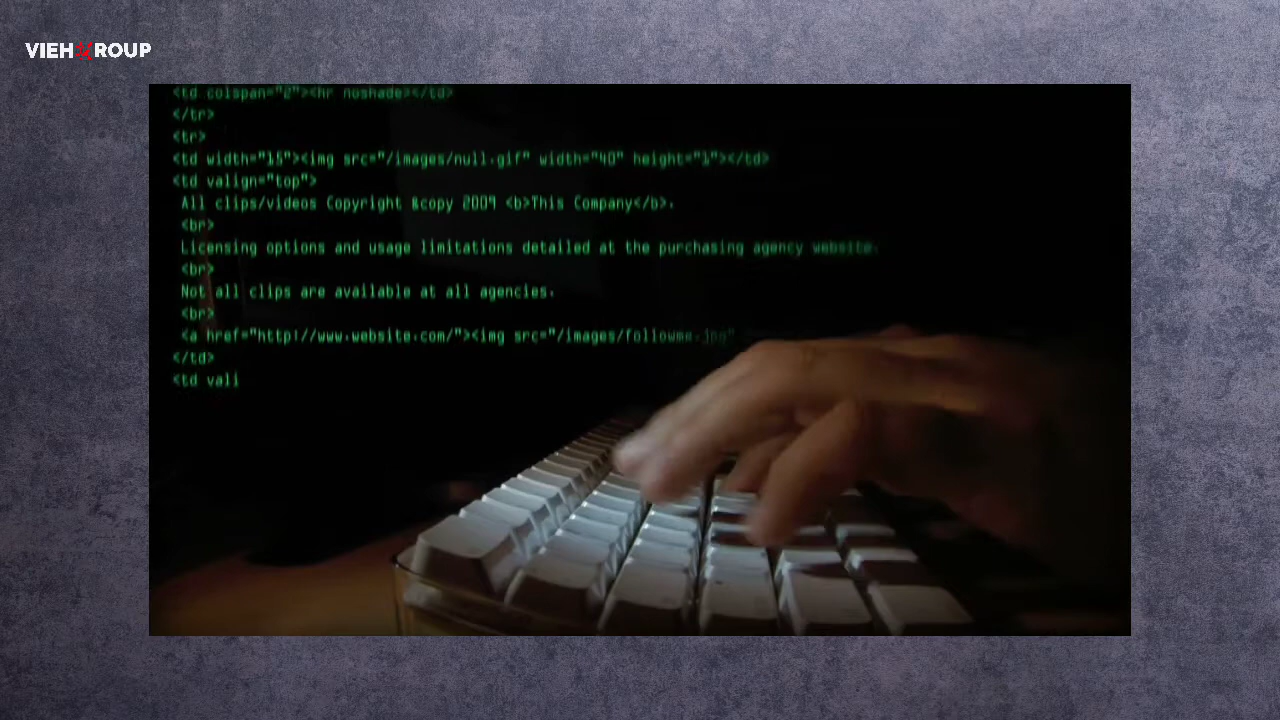 VIEHGROUP
<td colspan="2"><hr noshade></td>
</tr>
<tr>
<td width="15"><img src="/images/null.gif" width="40" height="1"></td>
<td valign="top">
All clips/videos Copyright &copy 2009 <b>This Company</b>.
<br>
Licensing options and usage limitations detailed at the purchasing agency website.
<br>
Not all clips are available at all agencies.
<br>
<a href="http://www.website.com/"><img src="/images/followme.jpg"
</td>
<td vali